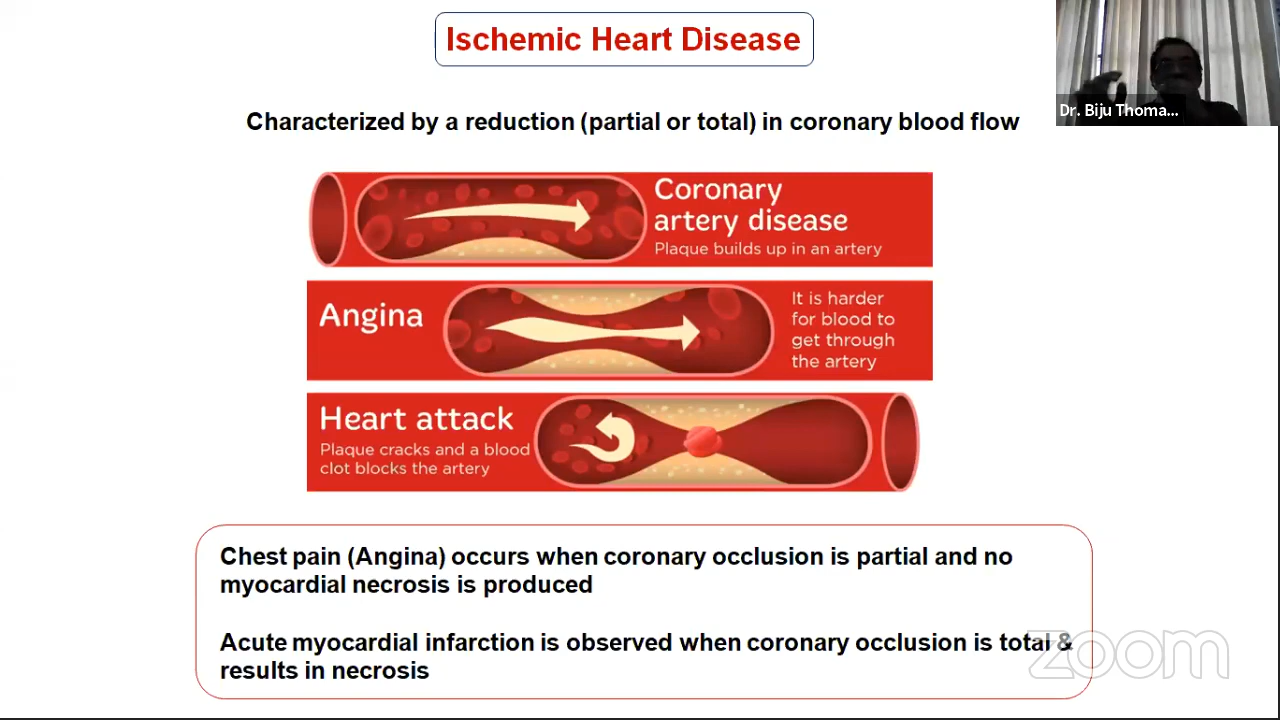 Ischemic Heart Disease
Dr. Biju Thoma...
Characterized by a reduction (partial or total) in coronary blood flow
Coronary
artery disease
Plaque builds up in an artery
Angina
It is harder
for blood to
get through
the artery
Heart attack
Plaque cracks and a blood
clot blocks the artery
Chest pain (Angina) occurs when coronary occlusion is partial and no
myocardial necrosis is produced
Acute myocardial infarction is observed when coronary occlusion is total &
results in necrosis
zoom